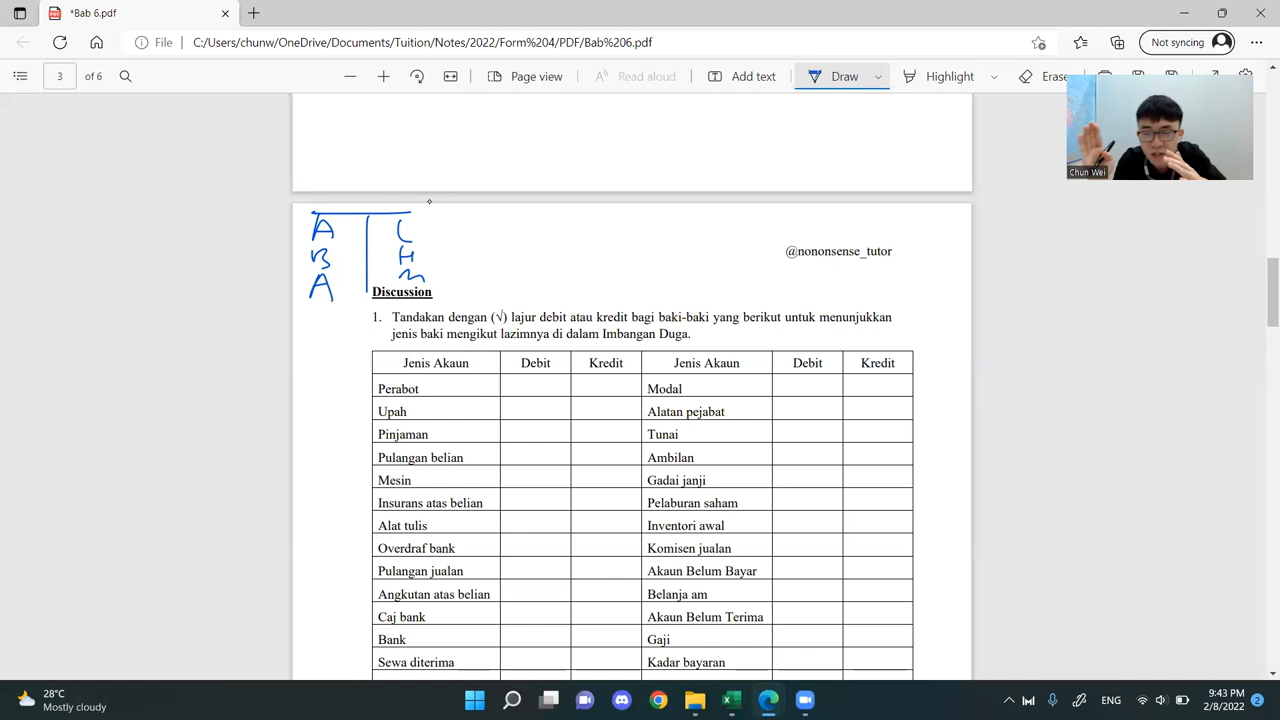 *Bab 6.pdf
File
C:/Users/chunw/OneDrive/Documents/Tuition/Notes/2022/Form%204/PDF/Bab%206.pdf
Not syncing
3 of 6
Page view
Read aloud
Add text
Draw
Highlight
Erase
Chun Wei
A L
B H
A M
@nononsense_tutor
Discussion
1. Tandakan dengan (√) lajur debit atau kredit bagi baki-baki yang berikut untuk menunjukkan
jenis baki mengikut lazimnya di dalam Imbangan Duga.
Jenis Akaun Debit Kredit Jenis Akaun Debit Kredit
Perabot Modal
Upah Alatan pejabat
Pinjaman Tunai
Pulangan belian Ambilan
Mesin Gadai janji
Insurans atas belian Pelaburan saham
Alat tulis Inventori awal
Overdraf bank Komisen jualan
Pulangan jualan Akaun Belum Bayar
Angkutan atas belian Belanja am
Caj bank Akaun Belum Terima
Bank Gaji
Sewa diterima Kadar bayaran
28°C
Mostly cloudy
ENG
9:43 PM
2/8/2022
2